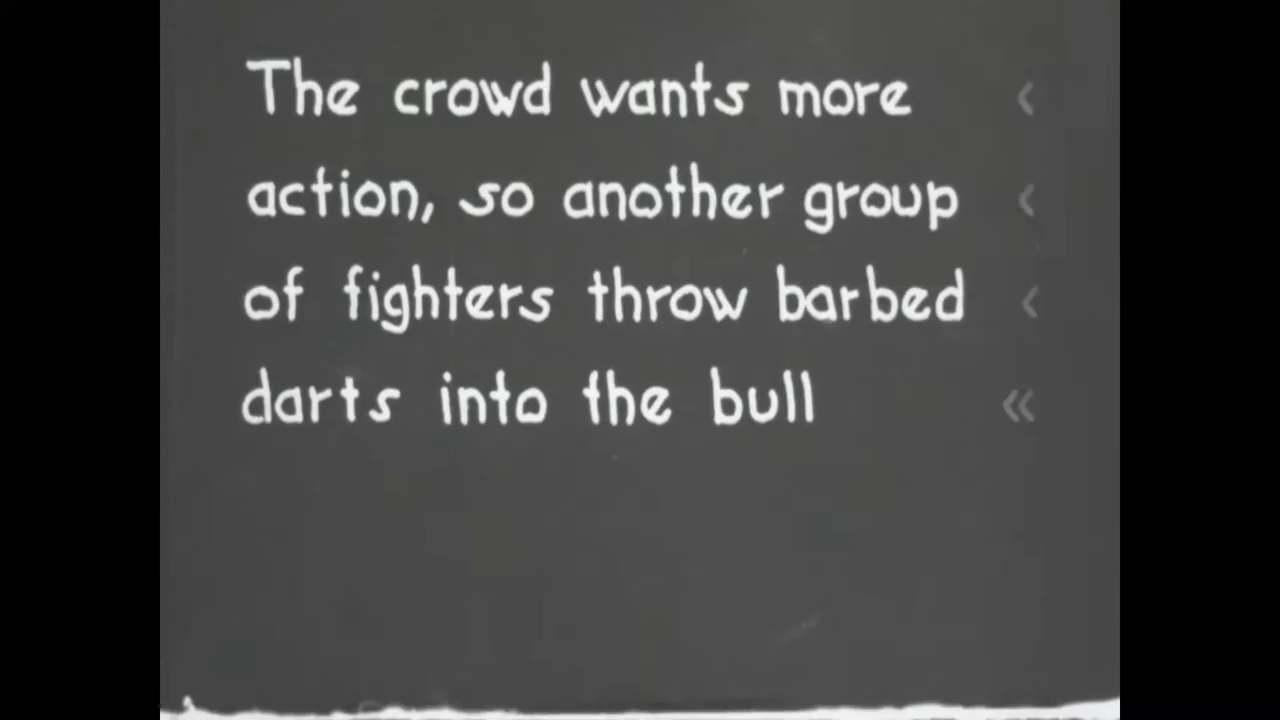 The crowd wants more
action, so another group
of fighters throw barbed
darts into the bull